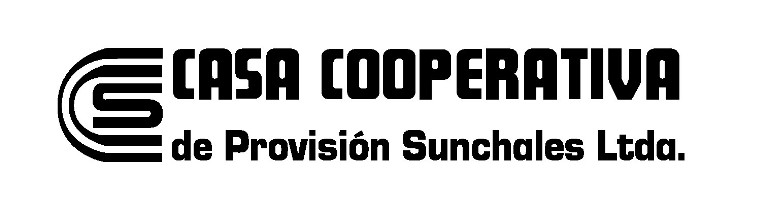 CASA COOPERATIVA
de Provisión Sunchales Ltda.